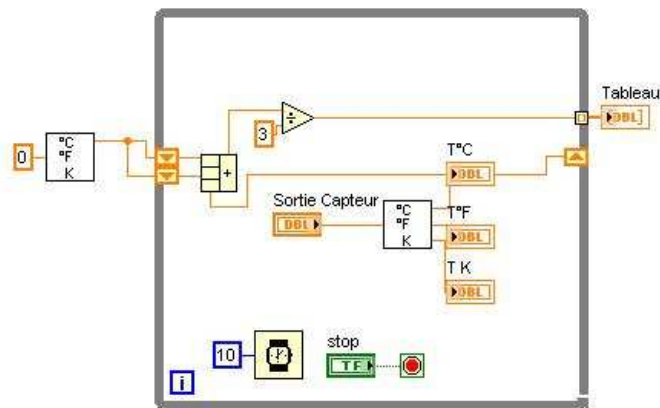 Tableau
DBL
÷
3
0
°C
°F
K
+
T°C
DBL
Sortie Capteur
DBL
°C
°F
K
T°F
DBL
T K
DBL
10
stop
TF
i